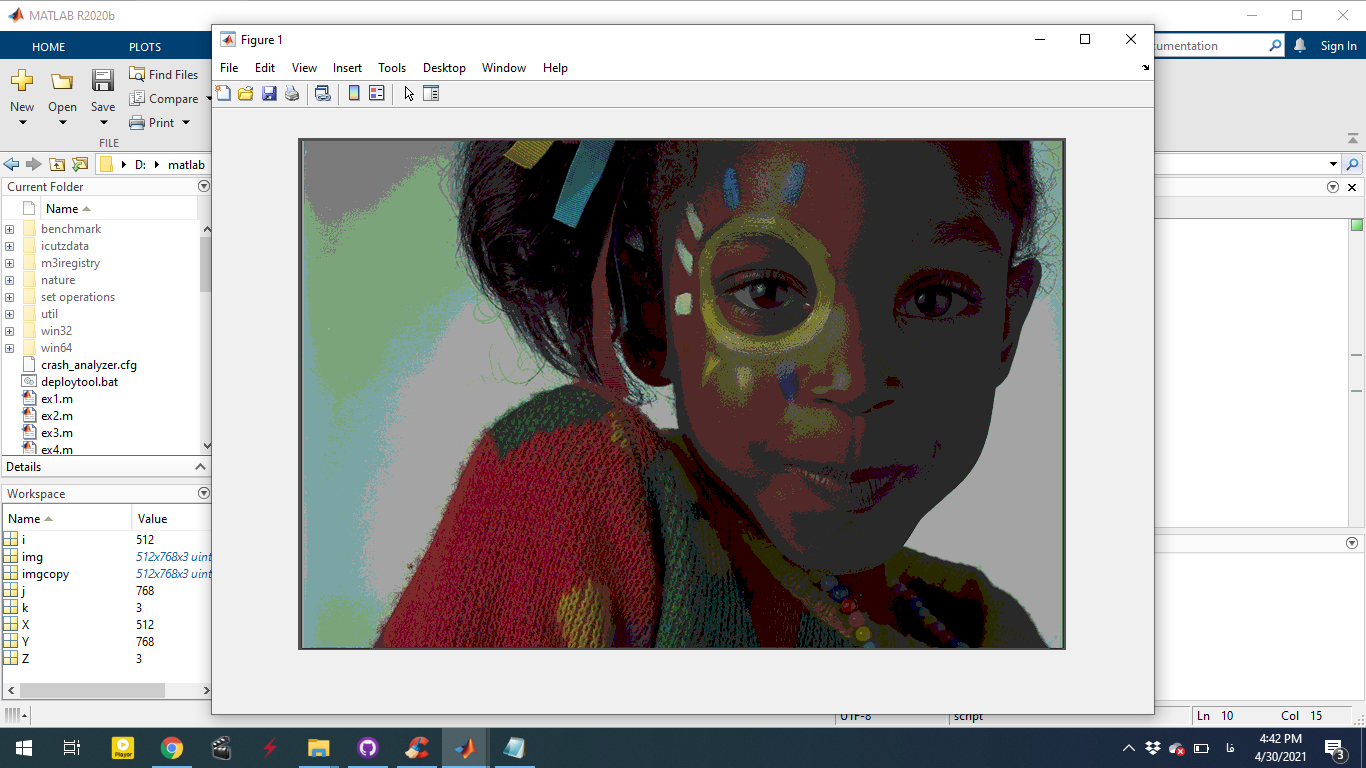 MATLAB R2020b
HOME PLOTS
umentation
Sign In
New
Open
Save
Find Files
Compare
Print
FILE
D: matlab
Current Folder
Name
benchmark
icutzdata
m3iregistry
nature
set operations
util
win32
win64
crash_analyzer.cfg
deploytool.bat
ex1.m
ex2.m
ex3.m
ex4.m
Details
Workspace
Name Value
i 512
img 512x768x3 uint
imgcopy 512x768x3 uint
j 768
k 3
X 512
Y 768
Z 3
Figure 1
File Edit View Insert Tools Desktop Window Help
UTF-8 script Ln 10 Col 15
Player
فا
4:42 PM
4/30/2021
3